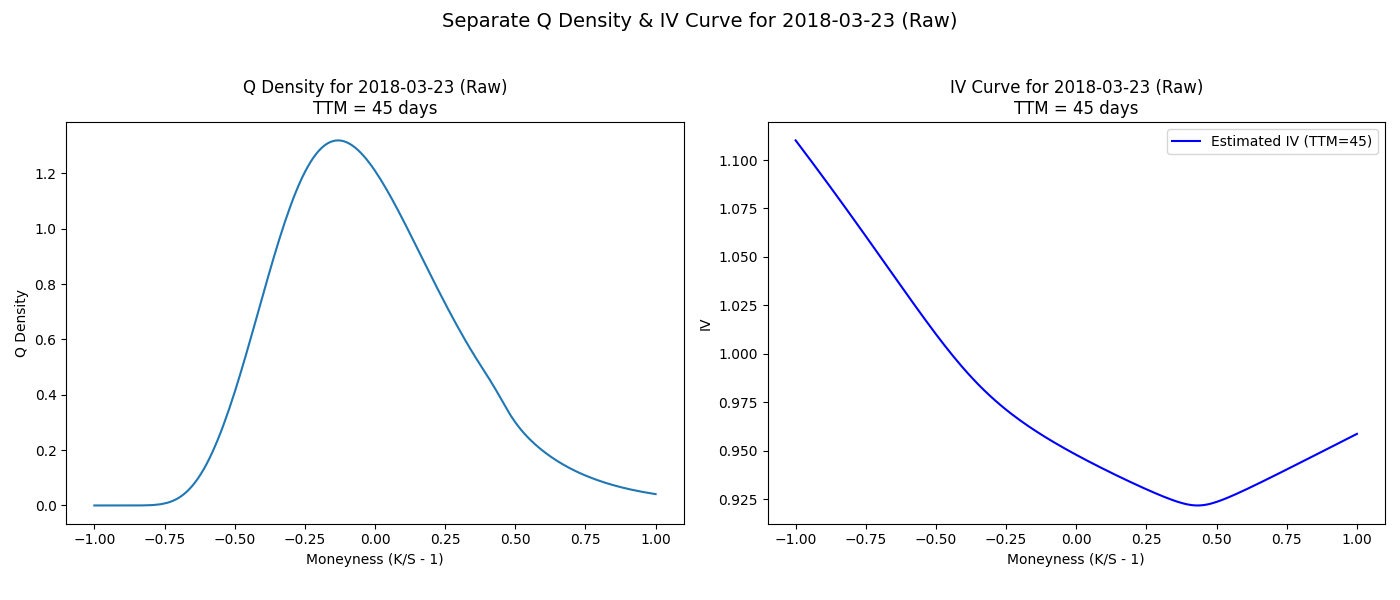 Separate Q Density & IV Curve for 2018-03-23 (Raw)
Q Density for 2018-03-23 (Raw)
TTM = 45 days
Q Density
1.2
1.0
0.8
0.6
0.4
0.2
0.0
−1.00 −0.75 −0.50 −0.25 0.00 0.25 0.50 0.75 1.00
Moneyness (K/S - 1)
IV Curve for 2018-03-23 (Raw)
TTM = 45 days
Estimated IV (TTM=45)
IV
1.100
1.075
1.050
1.025
1.000
0.975
0.950
0.925
−1.00 −0.75 −0.50 −0.25 0.00 0.25 0.50 0.75 1.00
Moneyness (K/S - 1)